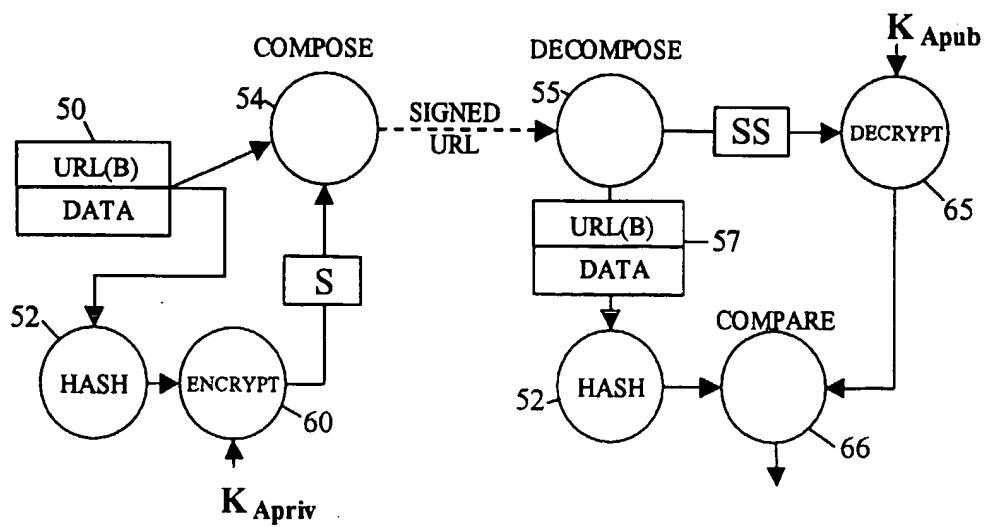 COMPOSE
54
50
URL(B)
DATA
S
52
HASH
ENCRYPT
60
K Apriv
SIGNED
URL
DECOMPOSE
55
SS
K Apub
DECRYPT
65
URL(B)
DATA
57
COMPARE
52
HASH
66